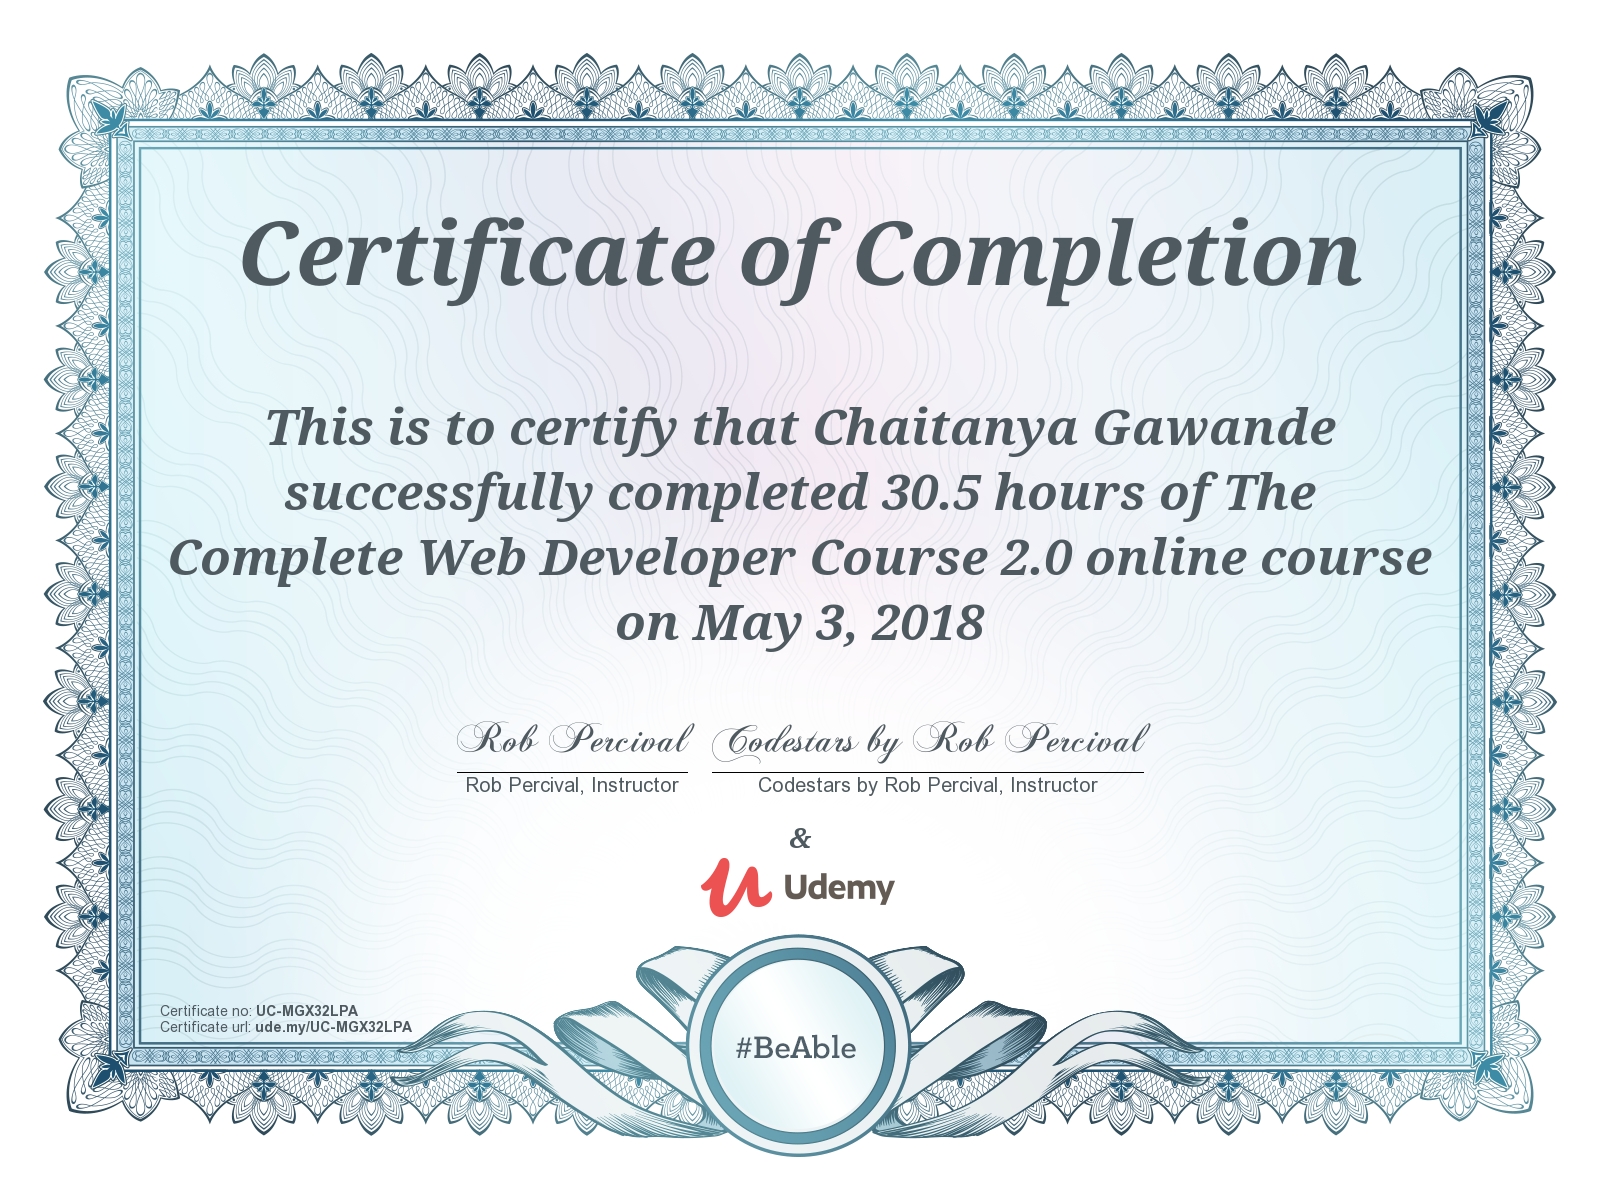 Certificate of Completion
This is to certify that Chaitanya Gawande
successfully completed 30.5 hours of The
Complete Web Developer Course 2.0 online course
on May 3, 2018
Rob Percival Codestars by Rob Percival
Rob Percival, Instructor Codestars by Rob Percival, Instructor
&
Udemy
Certificate no: UC-MGX32LPA
Certificate url: ude.my/UC-MGX32LPA
#BeAble